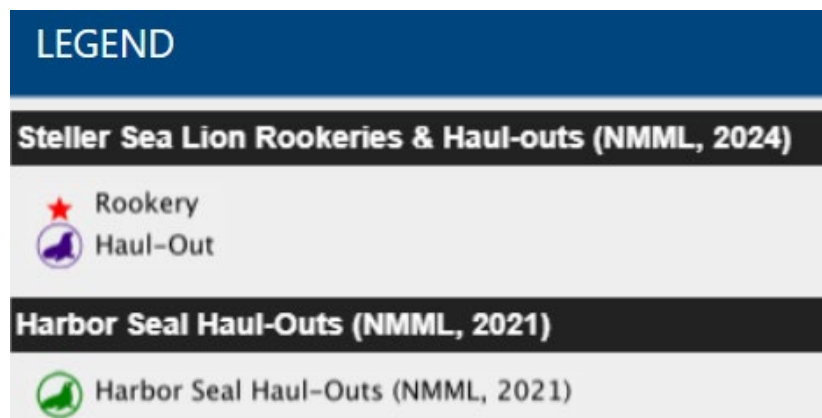 LEGEND
Steller Sea Lion Rookeries & Haul-outs (NMML, 2024)
Rookery
Haul-Out
Harbor Seal Haul-Outs (NMML, 2021)
Harbor Seal Haul-Outs (NMML, 2021)